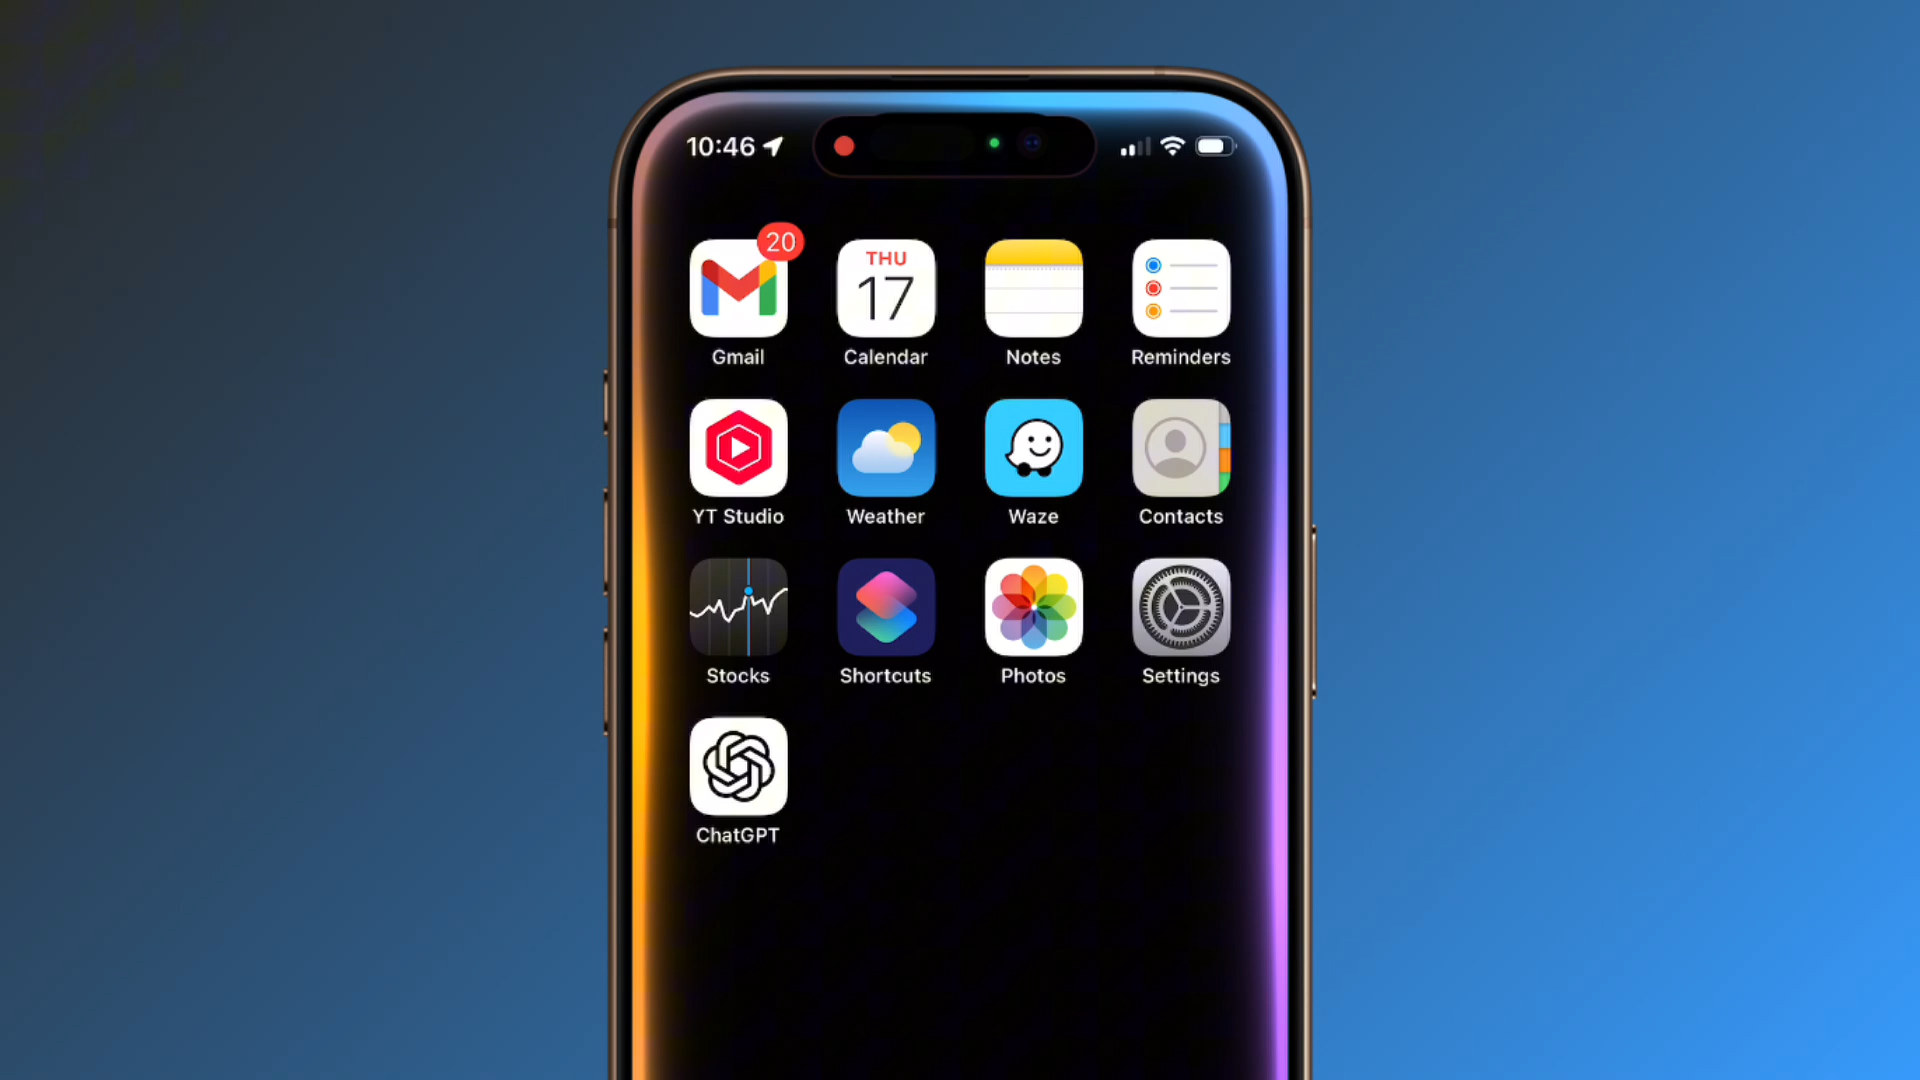 10:46
20
THU
17
Gmail Calendar Notes Reminders
YT Studio Weather Waze Contacts
Stocks Shortcuts Photos Settings
ChatGPT